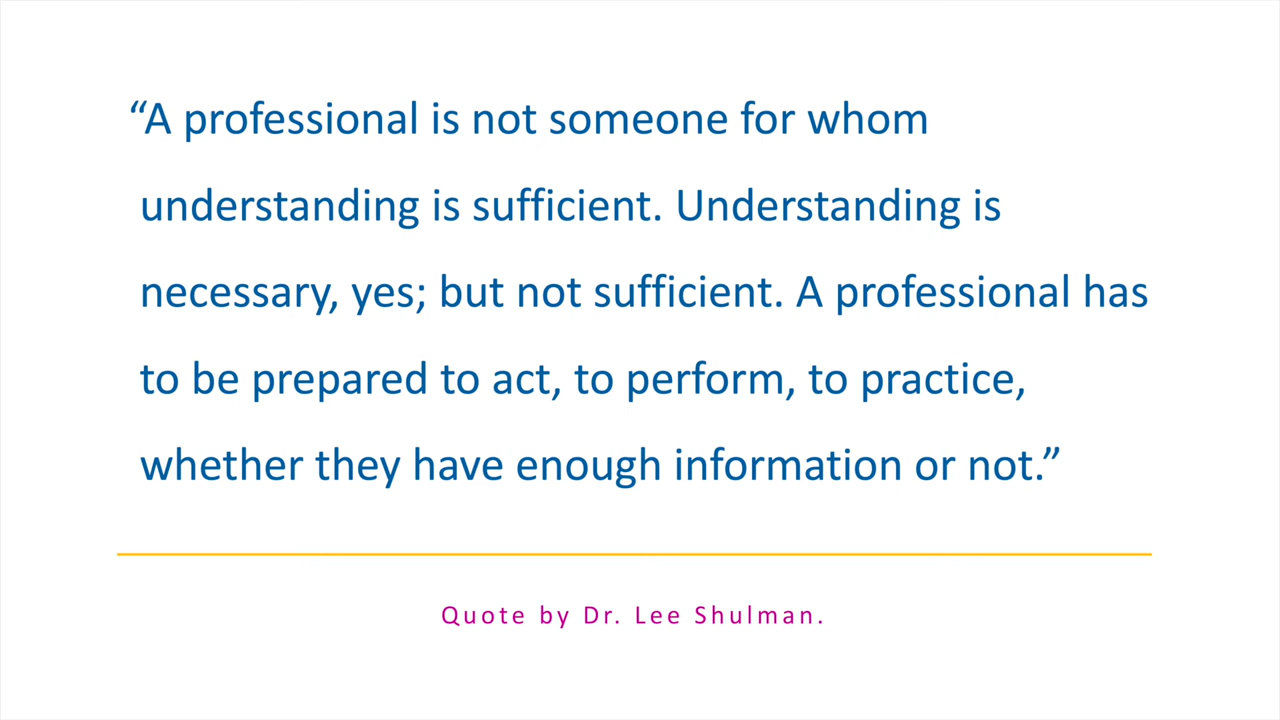 “A professional is not someone for whom
understanding is sufficient. Understanding is
necessary, yes; but not sufficient. A professional has
to be prepared to act, to perform, to practice,
whether they have enough information or not.”
Quote by Dr. Lee Shulman.